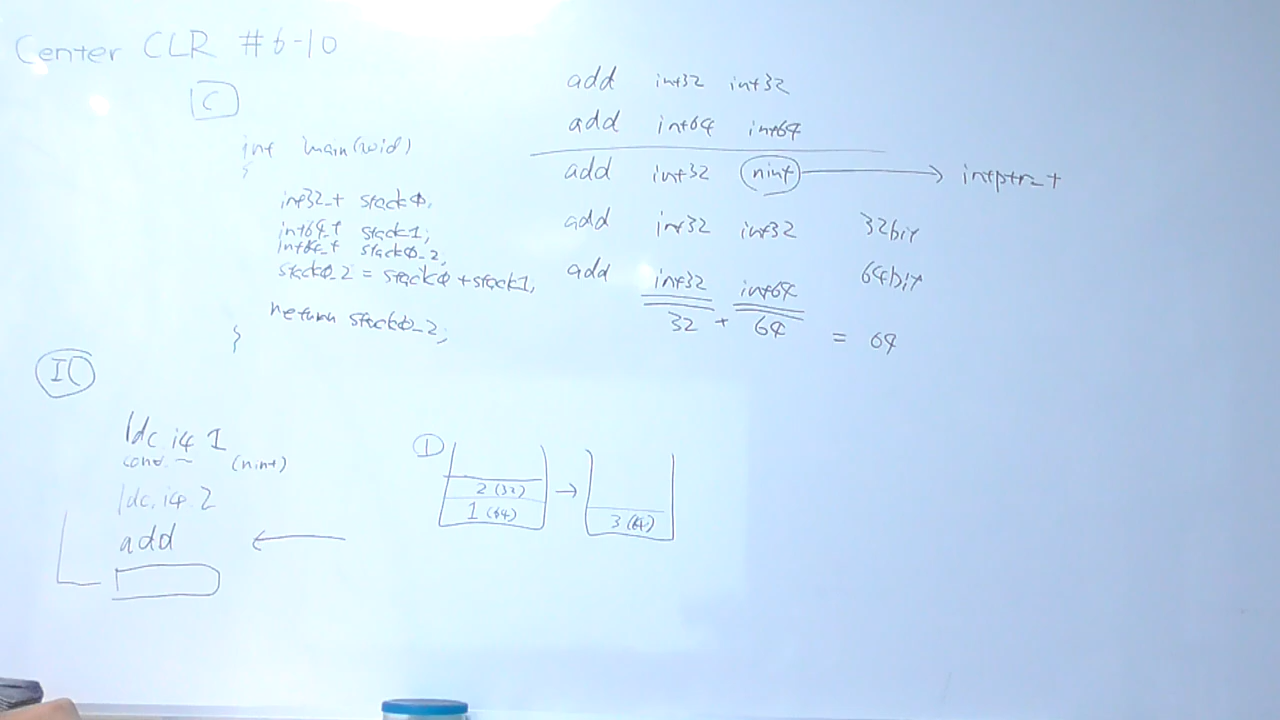 Center CLR #6-10
C
int main(void)
{
int32_t stack0;
int64_t stack1;
int64_t stack0_2;
stack0_2 = stack0 + stack1;
return stack0_2;
}
add int32 int32
add int64 int64
add int32 nint → intptr_t
add int32 int32 32bit
add int32 int64 64bit
32 + 64 = 64
IL
ldc.i4 1
conv. ~ (nint)
ldc.i4 2
add ←
① 
2 (32) →
1 (64) 3 (64)